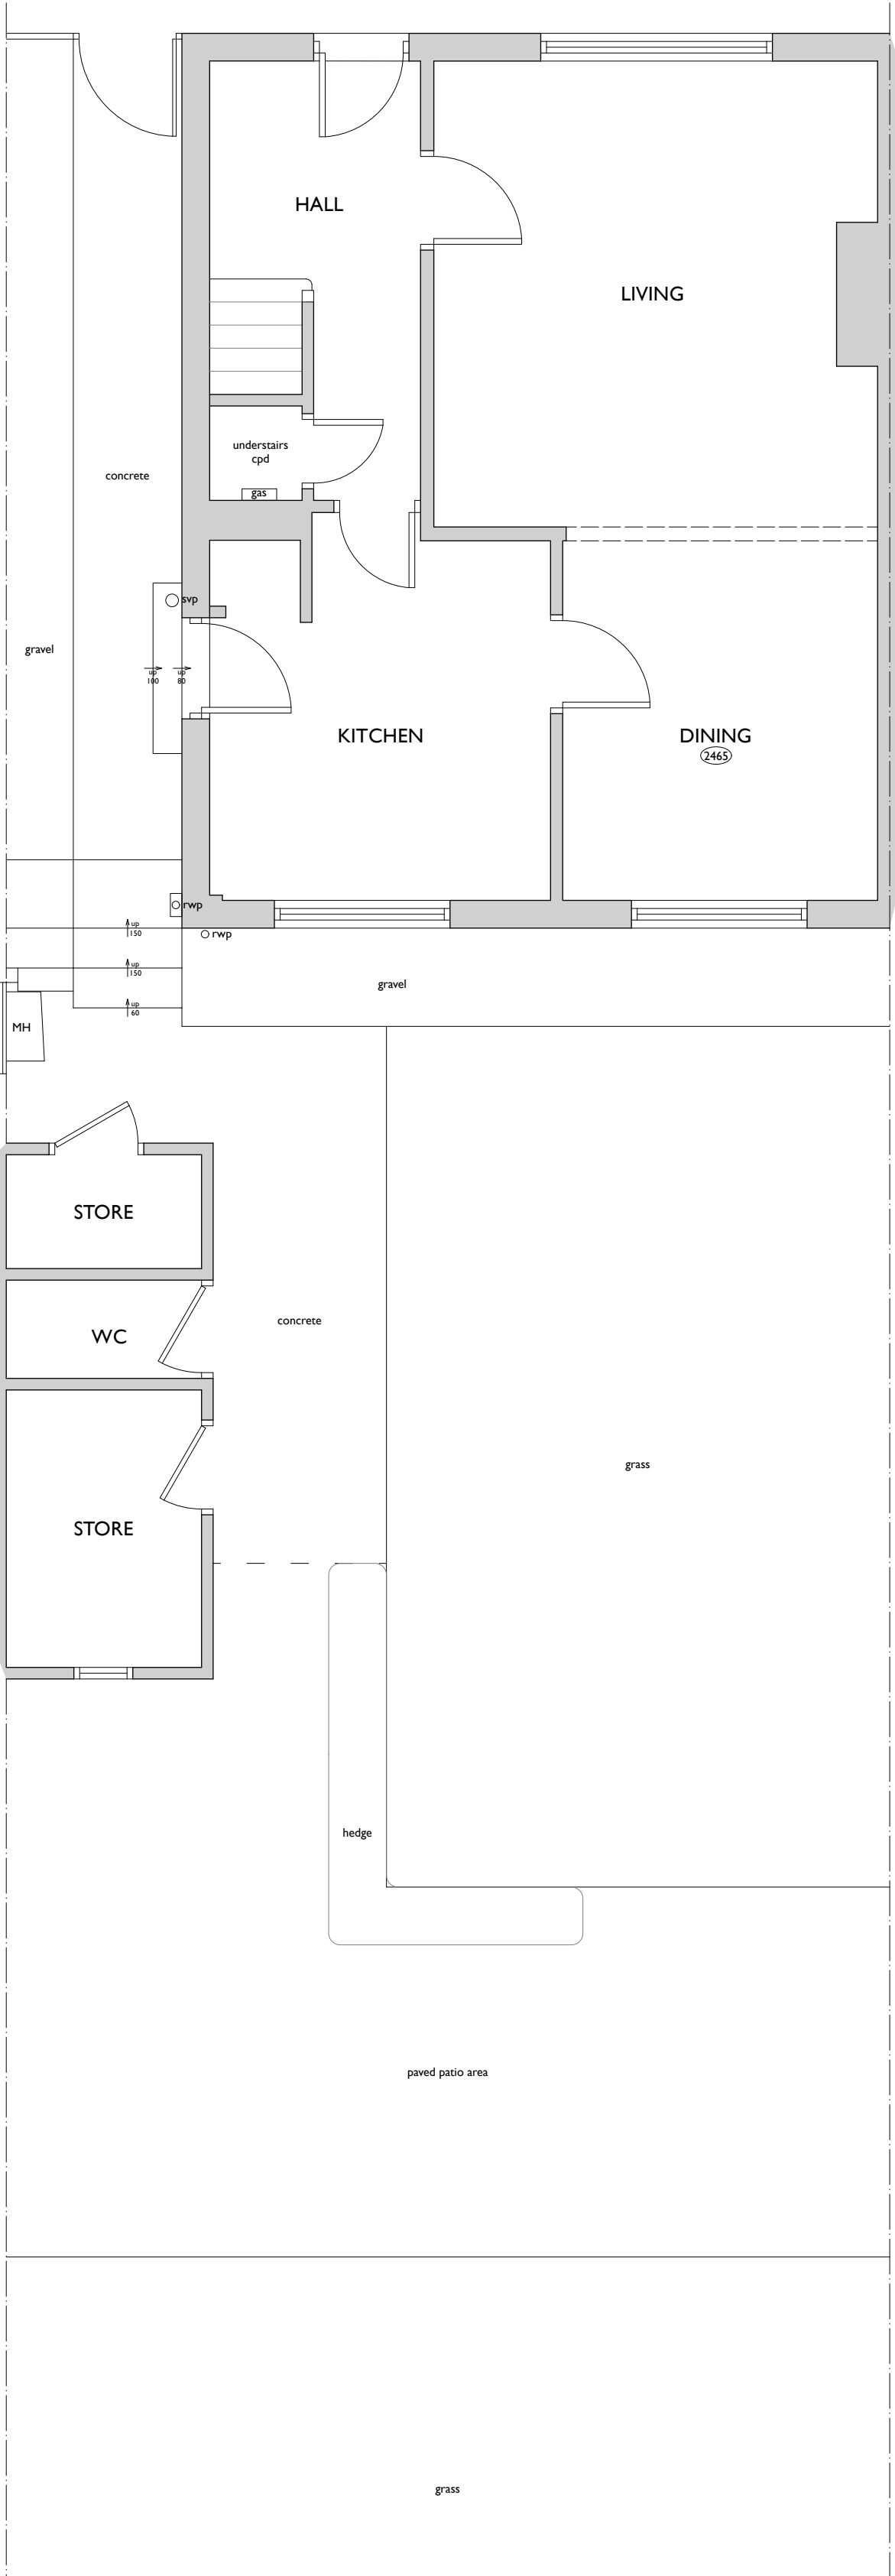 HALL
LIVING
understairs
cpd
gas
concrete
svp
gravel
up
100
up
80
KITCHEN
DINING
2465
rwp
up
150
rwp
up
150
gravel
up
60
MH
STORE
WC
concrete
grass
STORE
hedge
paved patio area
grass